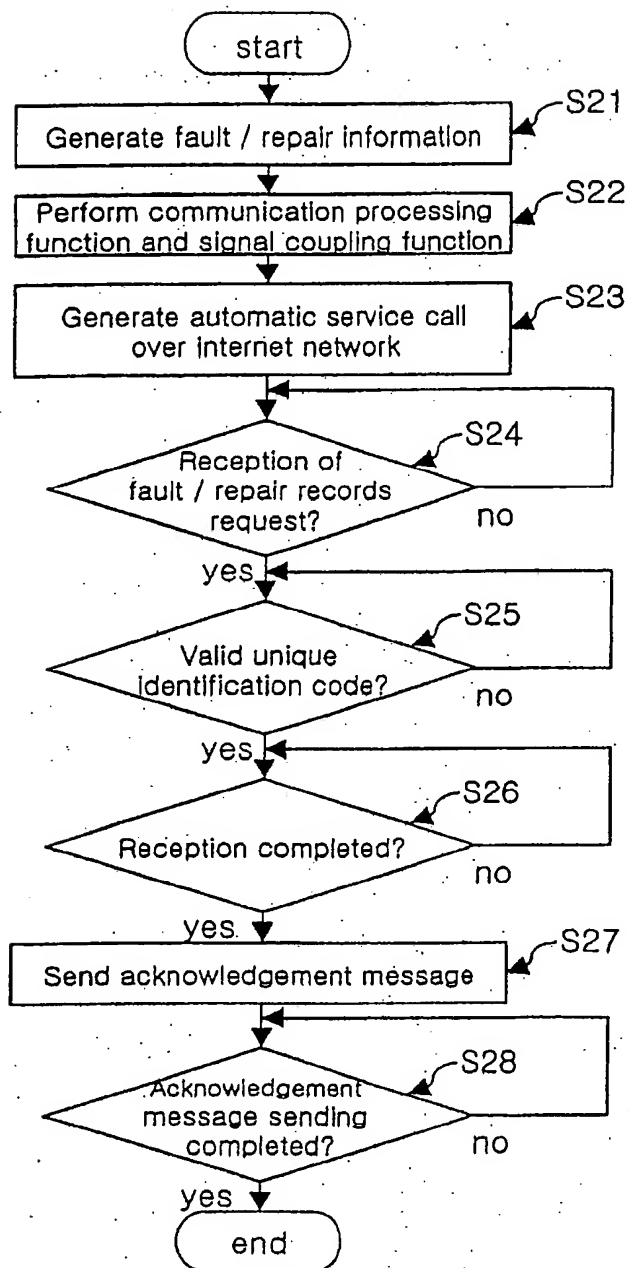 start
S21
Generate fault / repair information
S22
Perform communication processing
function and signal coupling function
S23
Generate automatic service call
over internet network
S24
Reception of
fault / repair records
request?
no
yes
S25
Valid unique
identification code?
no
yes
S26
Reception completed?
no
yes
S27
Send acknowledgement message
S28
Acknowledgement
message sending
completed?
no
yes
end